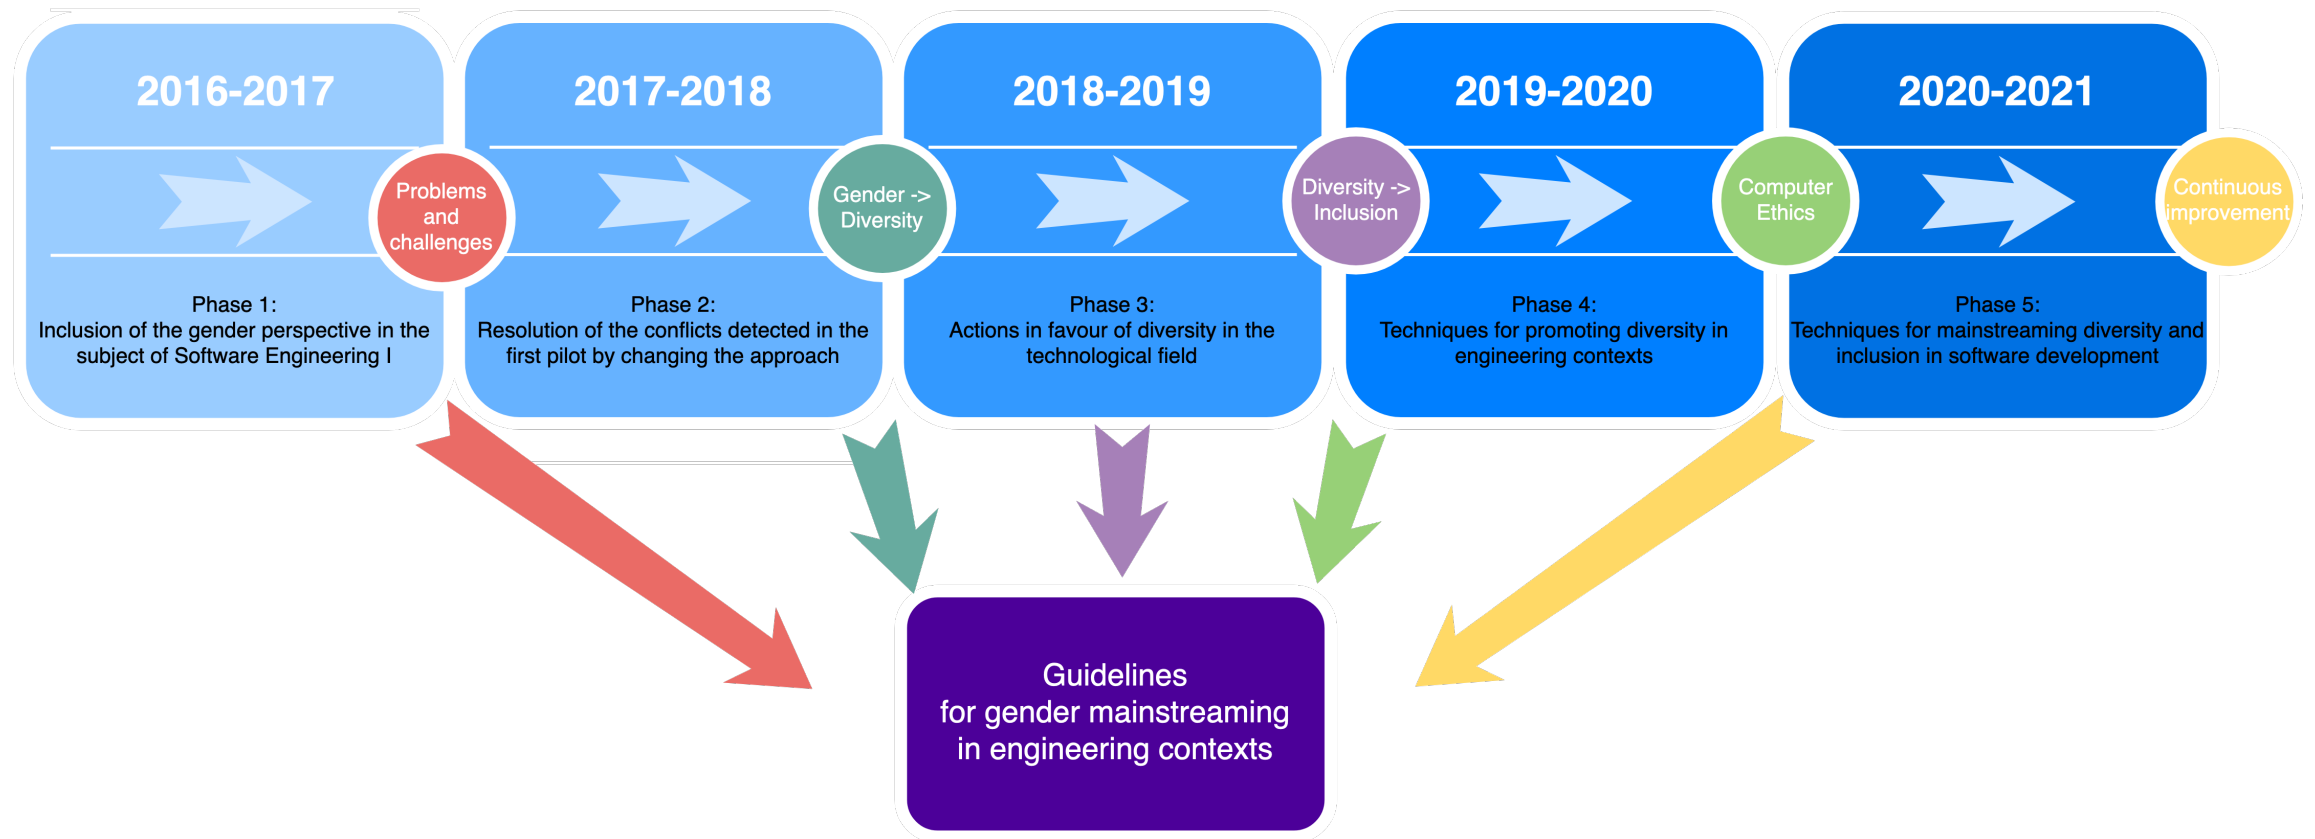 2016-2017
2017-2018
2018-2019
2019-2020
2020-2021
Problems
and
challenges
Gender ->
Diversity
Diversity ->
Inclusion
Computer
Ethics
Continuous
improvement
Phase 1:
Inclusion of the gender perspective in the
subject of Software Engineering I
Phase 2:
Resolution of the conflicts detected in the
first pilot by changing the approach
Phase 3:
Actions in favour of diversity in the
technological field
Phase 4:
Techniques for promoting diversity in
engineering contexts
Phase 5:
Techniques for mainstreaming diversity and
inclusion in software development
Guidelines
for gender mainstreaming
in engineering contexts